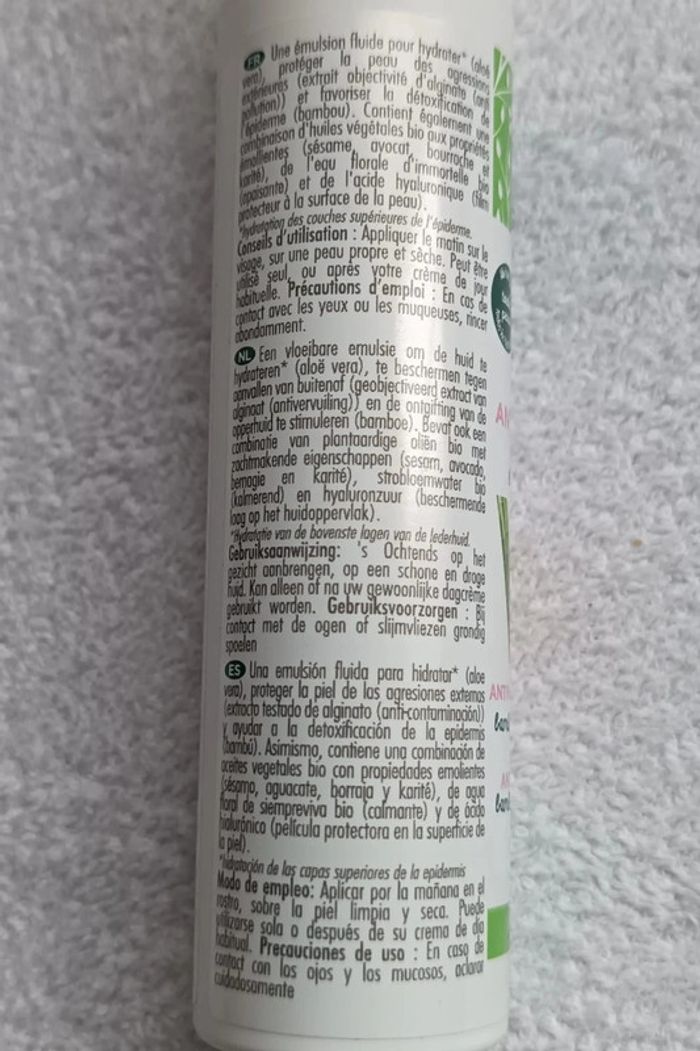 FR Une émulsion fluide pour hydrater* (aloé
vera), protéger la peau des agressions
extérieures (extrait objectivité d'alginate (anti
pollution)) et favoriser la détoxification de
l'épiderme (bambou). Contient également une
combinaison d'huiles végétales bio aux propriétés
émollientes (sésame, avocat, bourrache et
karité), de l'eau florale d'immortelle bio
(apaisante) et de l'acide hyaluronique (film
protecteur à la surface de la peau).
*hydratation des couches supérieures de l'épiderme.
Conseils d'utilisation : Appliquer le matin sur le
visage, sur une peau propre et sèche. Peut être
utilisé seul, ou après votre crème de jour
habituelle. Précautions d'emploi : En cas de
contact avec les yeux ou les muqueuses, rincer
abondamment.
NL Een vloeibare emulsie om de huid te
hydrateren* (aloë vera), te beschermen tegen
aanvallen van buitenaf (geobjectiveerd extract van
alginaat (antivervuiling)) en de ontgifting van de
opperhuid te stimuleren (bamboe). Bevat ook een
combinatie van plantaardige oliën bio met
zachtmakende eigenschappen (sesam, avocado,
bernagie en karité), strobloemwater bio
(kalmerend) en hyaluronzuur (beschermende
laag op het huidoppervlak).
*Hydratatie van de bovenste lagen van de lederhuid.
Gebruiksaanwijzing: 's Ochtends op het
gezicht aanbrengen, op een schone en droge
huid. Kan alleen of na uw gewoonlijke dagcrème
gebruikt worden. Gebruiksvoorzorgen : Bij
contact met de ogen of slijmvliezen grondig
spoelen
ES Una emulsión fluida para hidratar* (aloe
vera), proteger la piel de las agresiones externas
(extracto testado de alginato (anti-contaminación))
y ayudar a la detoxificación de la epidermis
(bambú). Asimismo, contiene una combinación de
aceites vegetales bio con propiedades emolientes
(sésamo, aguacate, borraja y karité), de agua
floral de siempreviva bio (calmante) y de ácido
hialurónico (película protectora en la superficie de
la piel).
*hidratación de las capas superiores de la epidermis
Modo de empleo: Aplicar por la mañana en el
rostro, sobre la piel limpia y seca. Puede
utilizarse sola o después de su crema de día
habitual. Precauciones de uso : En caso de
contact con los ojos y los mucosos, aclarar
cuidadosamente